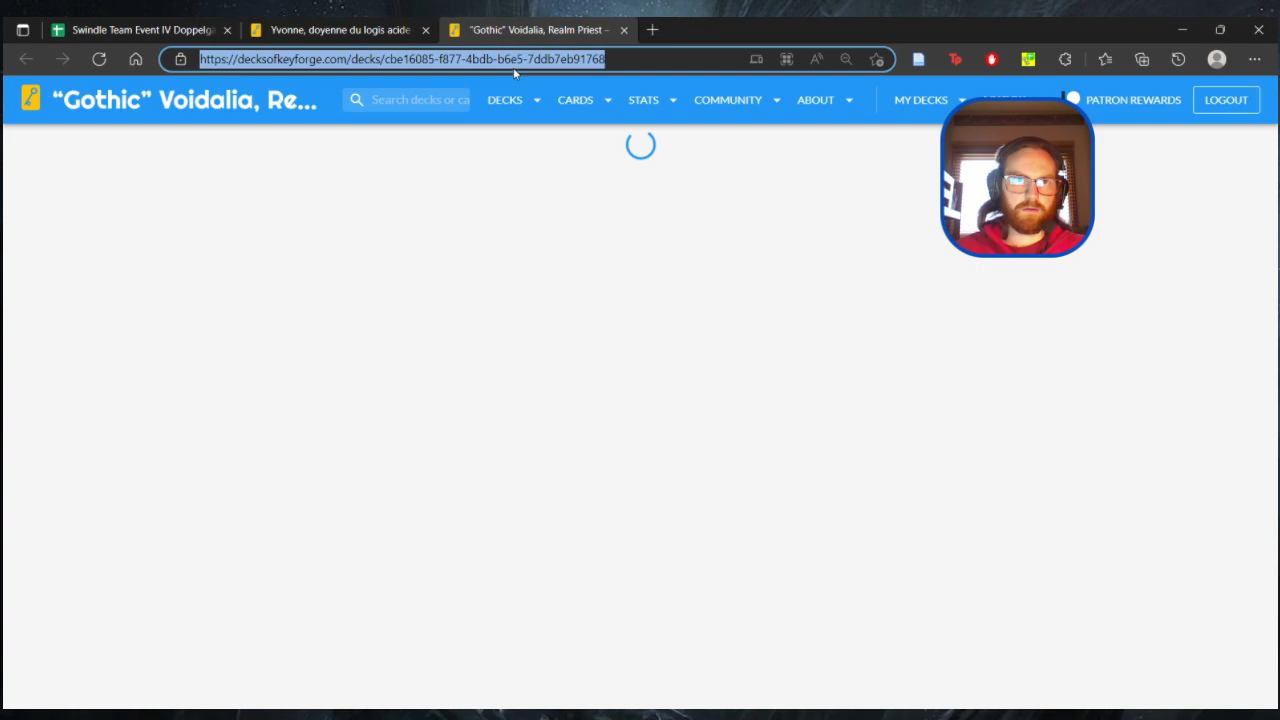 Swindle Team Event IV Doppelgä
Yvonne, doyenne du logis acide
"Gothic" Voidalia, Realm Priest –
https://decksofkeyforge.com/decks/cbe16085-f877-4bdb-b6e5-7ddb7eb91768
“Gothic” Voidalia, Re...
Search decks or ca
DECKS
CARDS
STATS
COMMUNITY
ABOUT
MY DECKS
PATRON REWARDS
LOGOUT